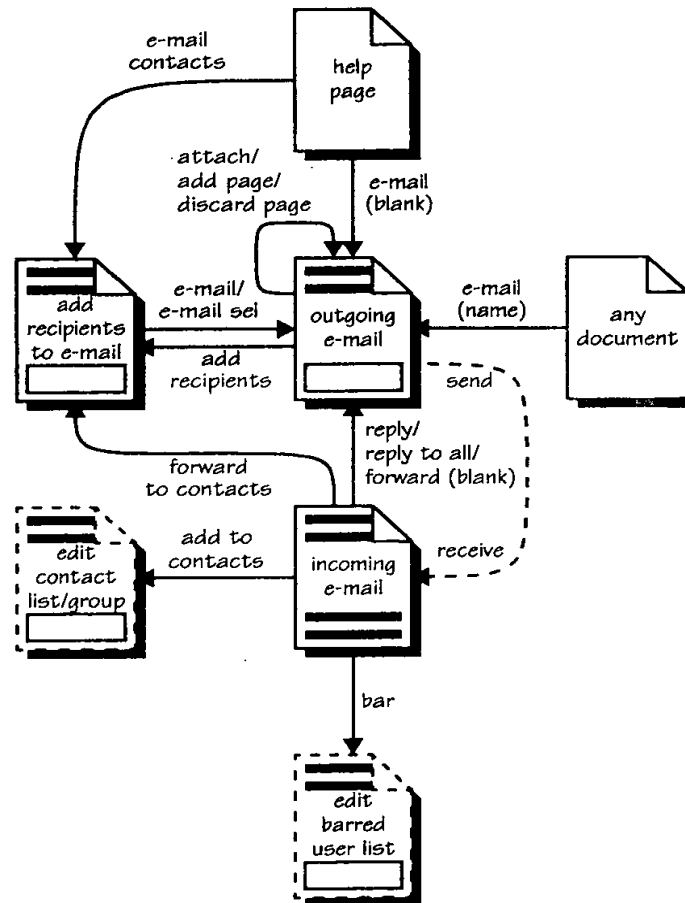 e-mail
contacts
help
page
attach/
add page/
discard page
e-mail
(blank)
add
recipients
to e-mail
e-mail/
e-mail sel
add
recipients
outgoing
e-mail
e-mail
(name)
any
document
send
reply/
reply to all/
forward (blank)
forward
to contacts
edit
contact
list/group
add to
contacts
incoming
e-mail
receive
bar
edit
barred
user list